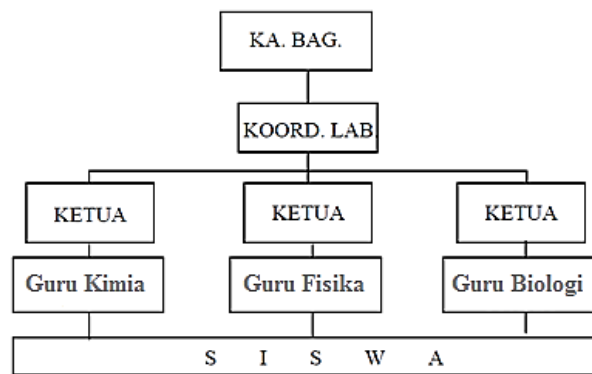 KA. BAG.
KOORD. LAB.
KETUA KETUA KETUA
Guru Kimia Guru Fisika Guru Biologi
S I S W A